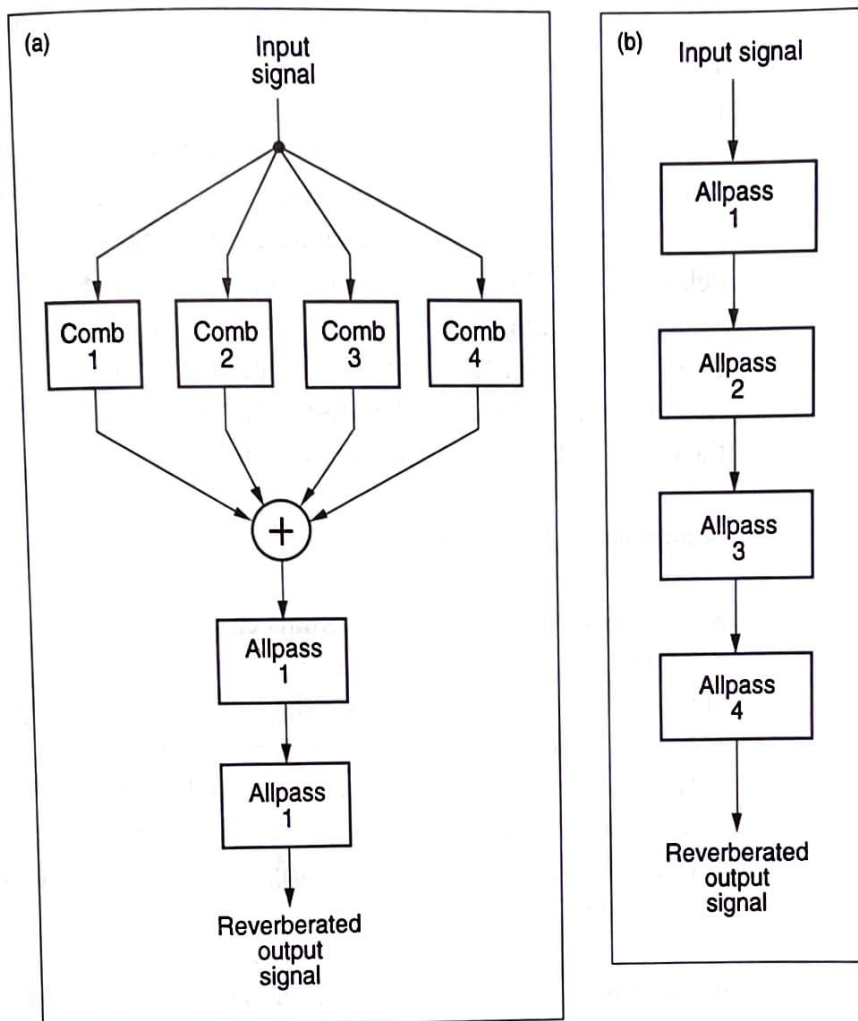 (a)
Input
signal
Comb
1
Comb
2
Comb
3
Comb
4
+
Allpass
1
Allpass
1
Reverberated
output
signal
(b)
Input signal
Allpass
1
Allpass
2
Allpass
3
Allpass
4
Reverberated
output
signal